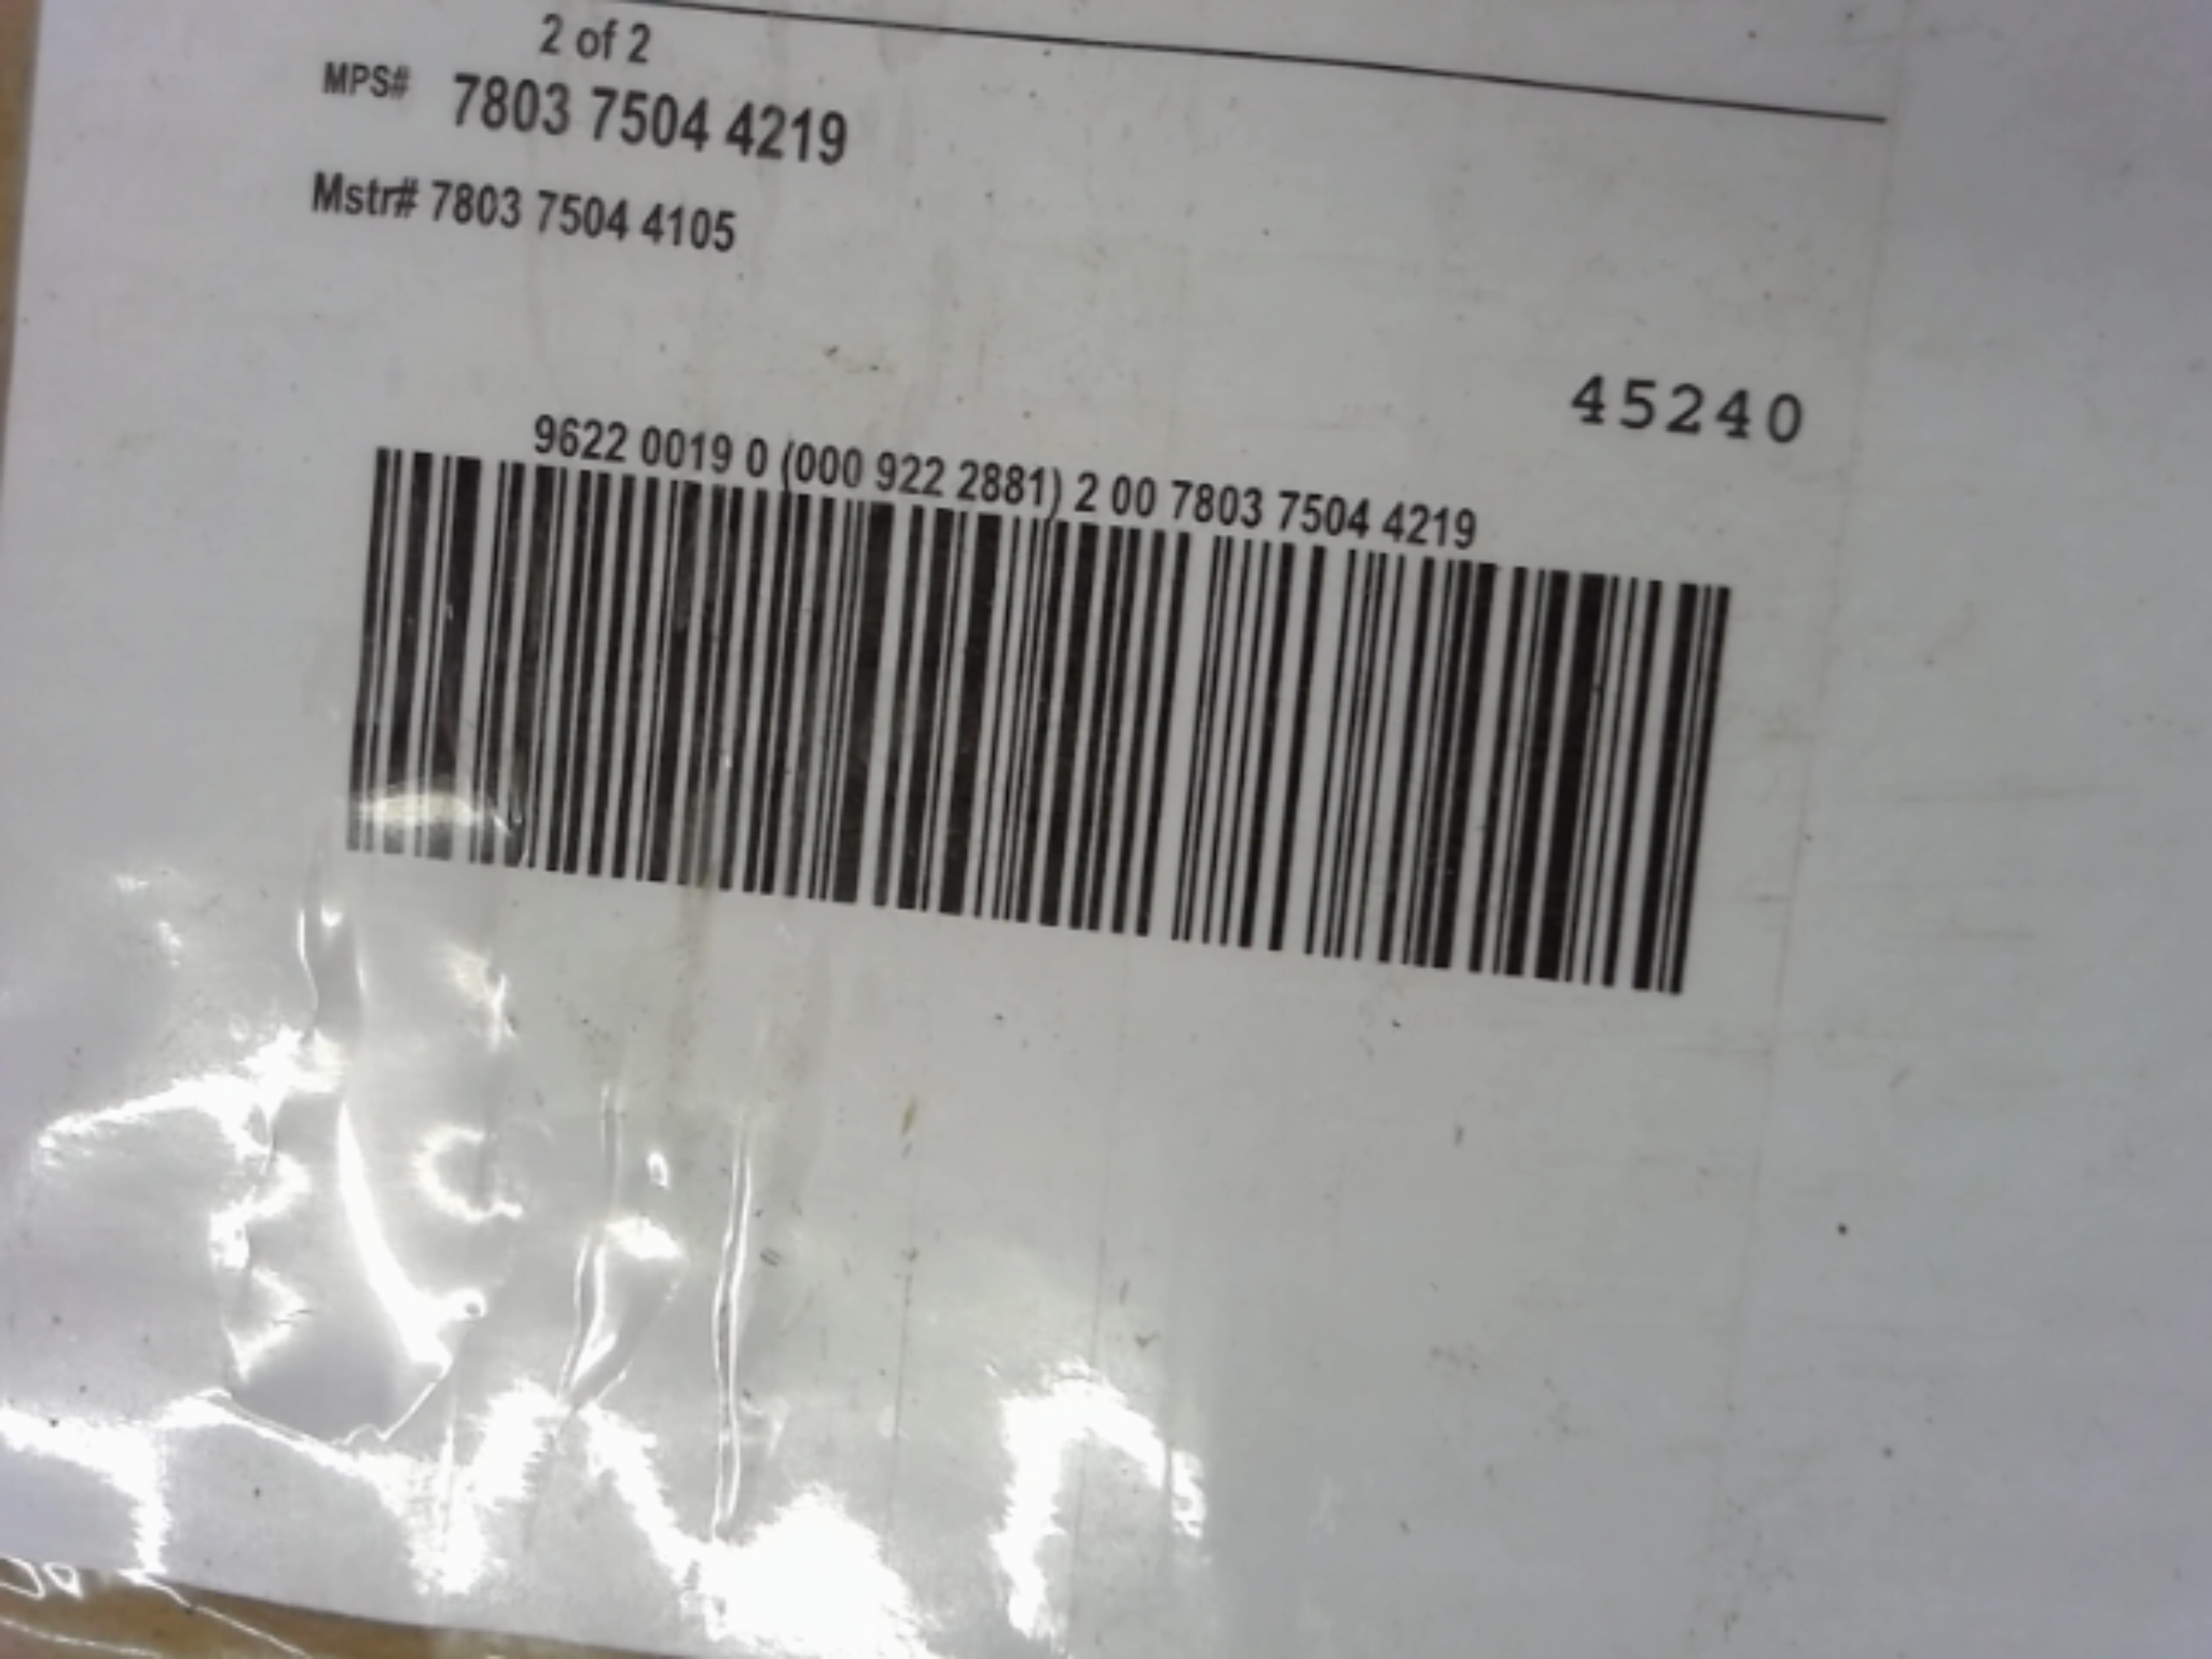 2 of 2
MPS# 7803 7504 4219
Mstr# 7803 7504 4105
45240
9622 0019 0 (000 922 2881) 2 00 7803 7504 4219